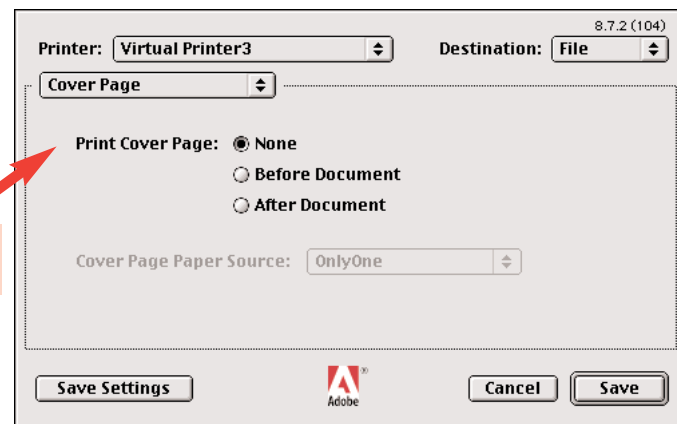 8.7.2 (104)
Printer: Virtual Printer3 Destination: File
Cover Page
Print Cover Page: None
Before Document
After Document
Cover Page Paper Source: OnlyOne
Save Settings Adobe® Cancel Save